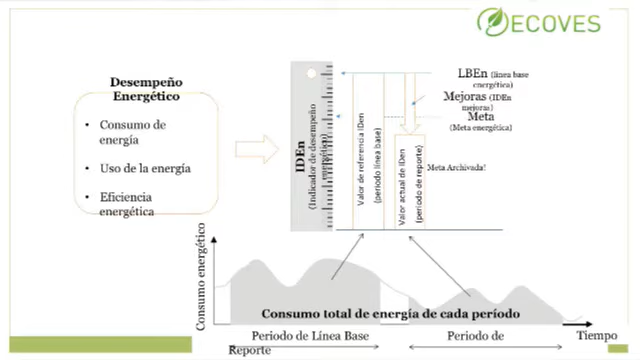 ECOVES
Desempeño
Energético
• Consumo de
energía
• Uso de la energía
• Eficiencia
energética
IDEn
(Indicador de desempeño
energético)
Valor de referencia IDen
(periodo línea base)
Valor actual de IDen
(periodo de reporte)
LBEn (línea base
energética)
Mejoras (IDEn
mejoras)
Meta
(Meta energética)
Meta Archivada!
Consumo energético
Consumo total de energía de cada período
Tiempo
Periodo de Línea Base
Periodo de
Reporte